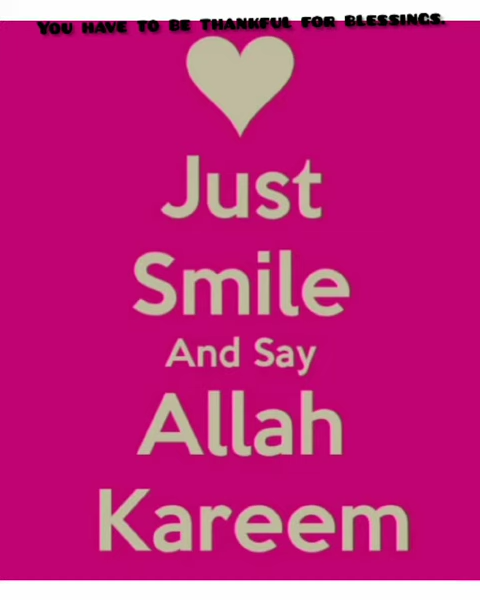 You have to be thankful for blessings.
Just
Smile
And Say
Allah
Kareem